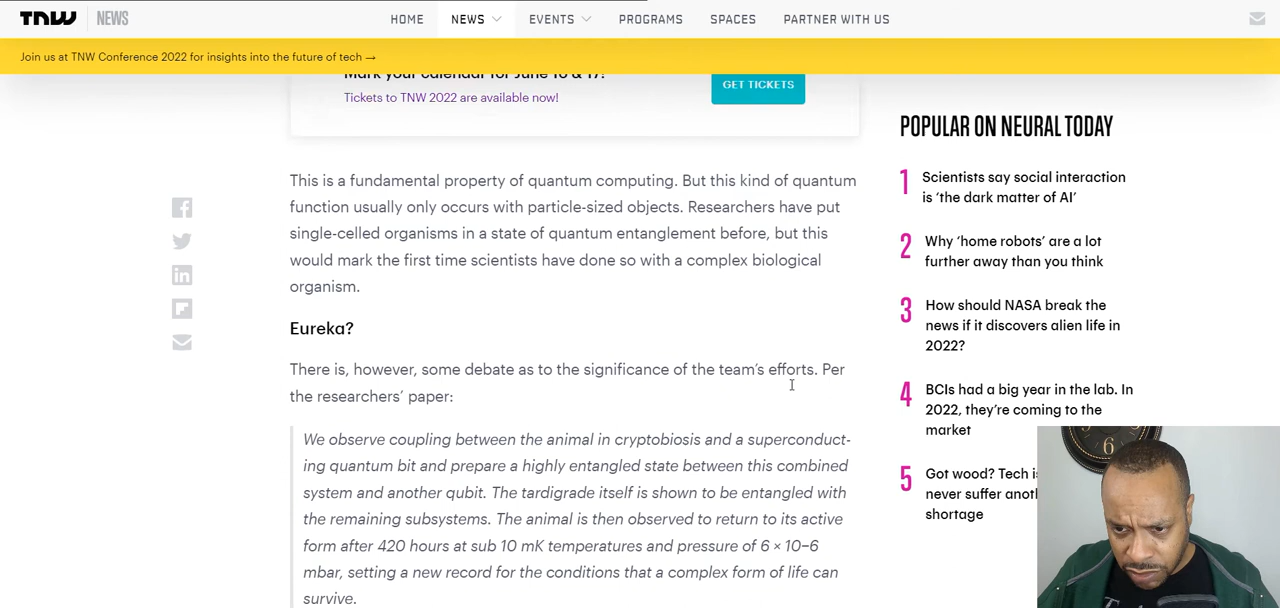 TNW NEWS HOME NEWS EVENTS PROGRAMS SPACES PARTNER WITH US
Join us at TNW Conference 2022 for insights into the future of tech →
Mark your calendar for June 16 & 17!
Tickets to TNW 2022 are available now!
GET TICKETS
This is a fundamental property of quantum computing. But this kind of quantum
function usually only occurs with particle-sized objects. Researchers have put
single-celled organisms in a state of quantum entanglement before, but this
would mark the first time scientists have done so with a complex biological
organism.
Eureka?
There is, however, some debate as to the significance of the team's efforts. Per
the researchers' paper:
We observe coupling between the animal in cryptobiosis and a superconduct-
ing quantum bit and prepare a highly entangled state between this combined
system and another qubit. The tardigrade itself is shown to be entangled with
the remaining subsystems. The animal is then observed to return to its active
form after 420 hours at sub 10 mK temperatures and pressure of 6 × 10−6
mbar, setting a new record for the conditions that a complex form of life can
survive.
POPULAR ON NEURAL TODAY
1 Scientists say social interaction
is 'the dark matter of AI'
2 Why 'home robots' are a lot
further away than you think
3 How should NASA break the
news if it discovers alien life in
2022?
4 BCIs had a big year in the lab. In
2022, they're coming to the
market
5 Got wood? Tech
never suffer
shortage
6